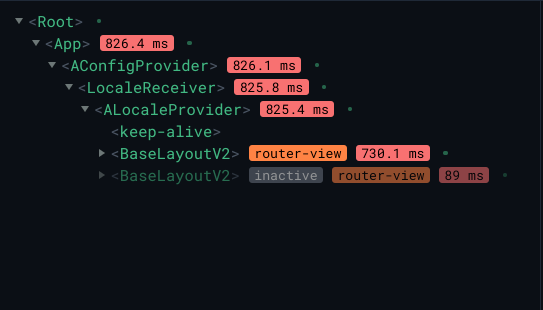 <Root>
<App> 826.4 ms
<AConfigProvider> 826.1 ms
<LocaleReceiver> 825.8 ms
<ALocaleProvider> 825.4 ms
<keep-alive>
<BaseLayoutV2> router-view 730.1 ms
<BaseLayoutV2> inactive router-view 89 ms